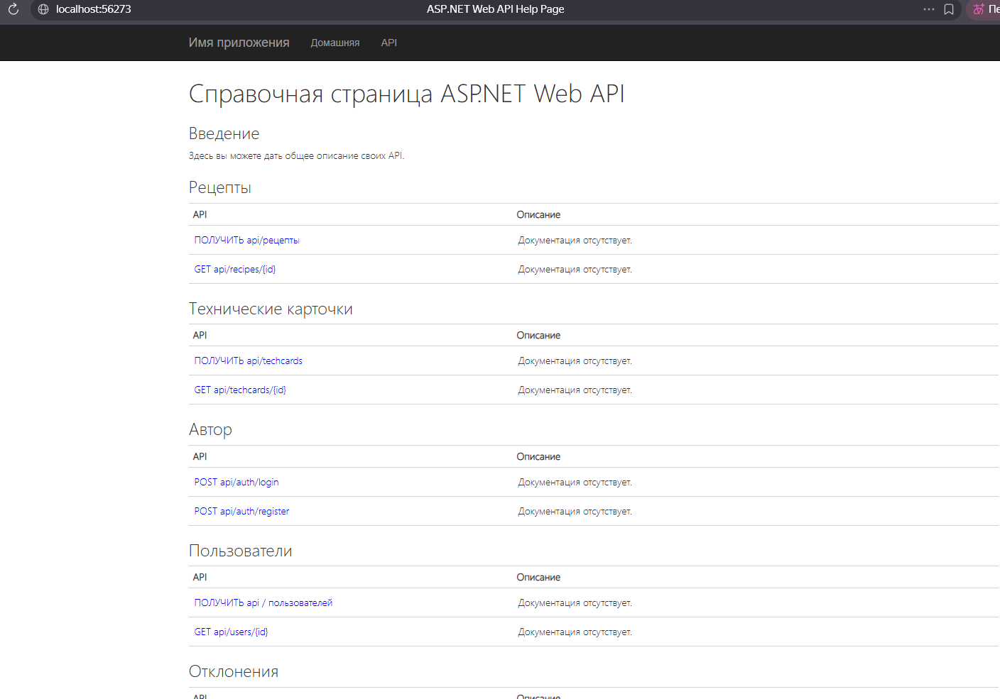 localhost:56273 ASP.NET Web API Help Page Пе
Имя приложения Домашняя API
Справочная страница ASP.NET Web API
Введение
Здесь вы можете дать общее описание своих API.
Рецепты
API Описание
ПОЛУЧИТЬ api/рецепты Документация отсутствует.
GET api/recipes/{id} Документация отсутствует.
Технические карточки
API Описание
ПОЛУЧИТЬ api/techcards Документация отсутствует.
GET api/techcards/{id} Документация отсутствует.
Автор
API Описание
POST api/auth/login Документация отсутствует.
POST api/auth/register Документация отсутствует.
Пользователи
API Описание
ПОЛУЧИТЬ api / пользователей Документация отсутствует.
GET api/users/{id} Документация отсутствует.
Отклонения
API Описание